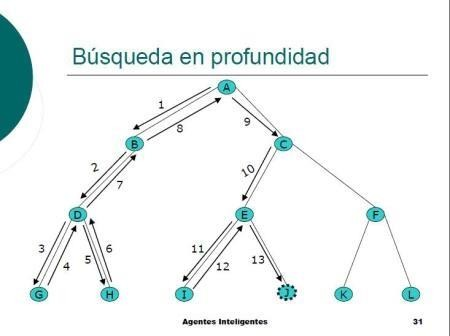 Búsqueda en profundidad
A
1
8
9
B
C
2
7
10
D
E
F
3
4
5
6
11
12
13
G
H
I
J
K
L
Agentes Inteligentes
31